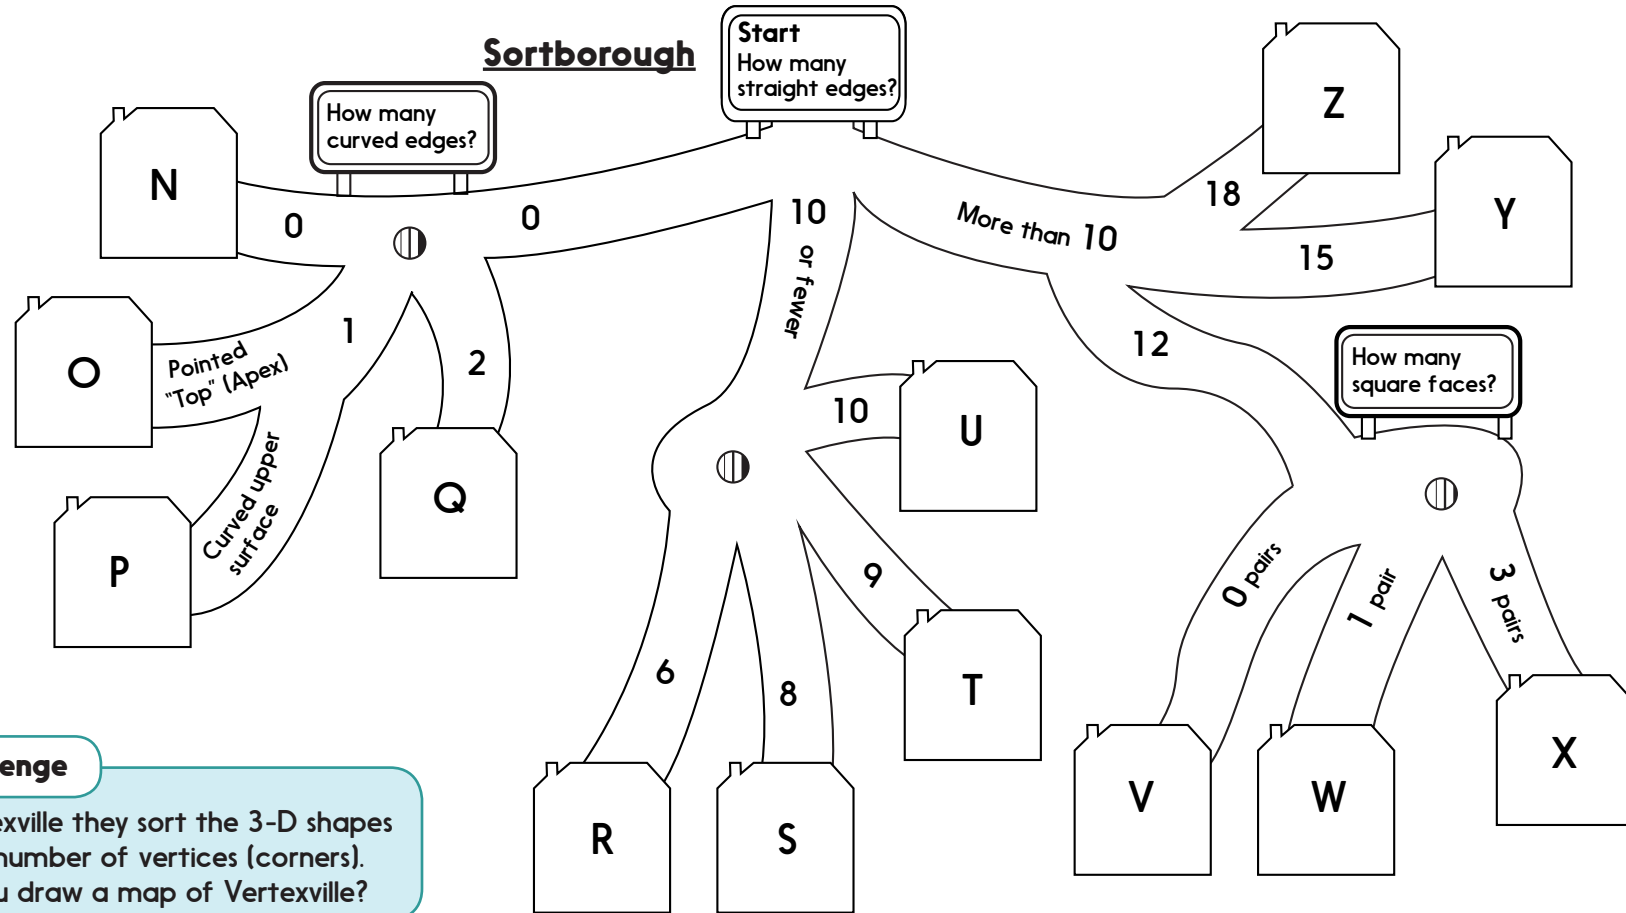 Sortborough
Start
How many
straight edges?
How many
curved edges?
N
0
0
O
Pointed
"Top" (Apex)
1
2
P
Curved upper
surface
Q
10
or fewer
10
U
9
T
6
R
8
S
More than 10
18
Z
15
Y
12
How many
square faces?
0 pairs
V
1 pair
W
3 pairs
X
enge
exville they sort the 3-D shapes
number of vertices (corners).
u draw a map of Vertexville?